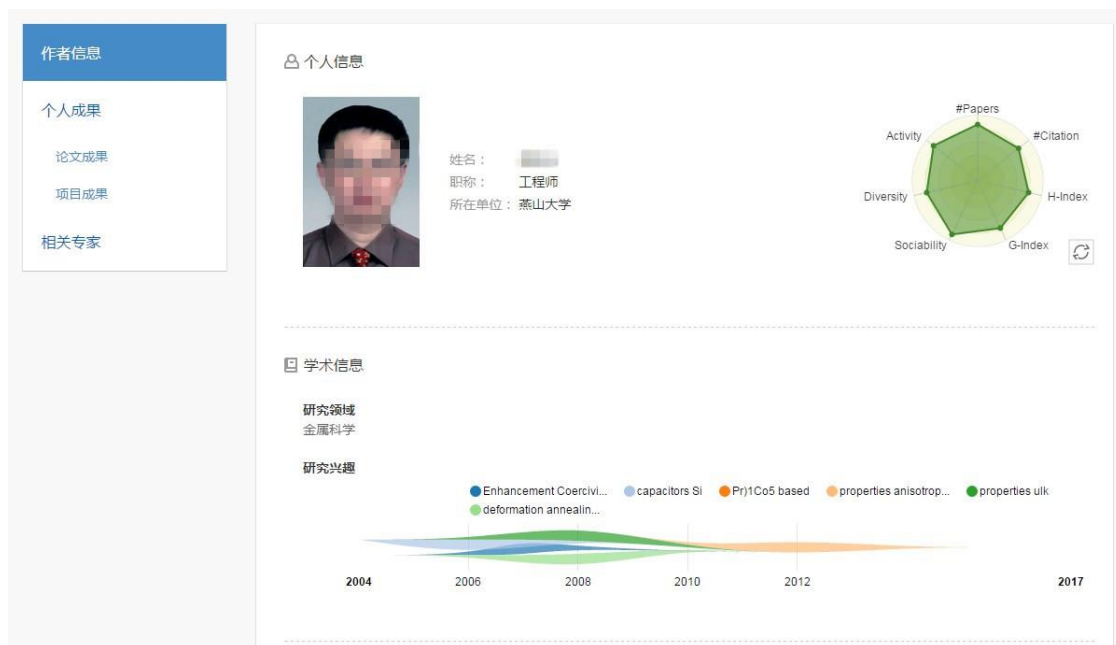 作者信息
个人成果
论文成果
项目成果
相关专家
个人信息
姓名：
职称： 工程师
所在单位： 燕山大学
#Papers
#Citation
H-Index
G-Index
Sociability
Diversity
Activity
学术信息
研究领域
金属科学
研究兴趣
Enhancement Coercivi... capacitors Si Pr)1Co5 based properties anisotrop... properties ulk
deformation annealin...
2004 2006 2008 2010 2012 2017